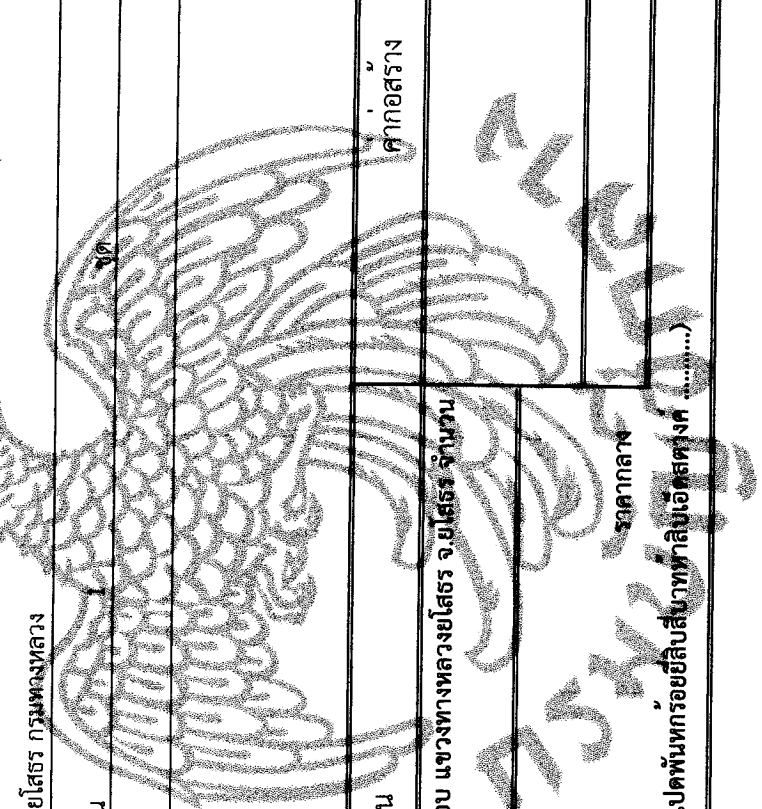 ยโสธร กรมทางหลวง
น 1 ชุด
น ค่าก่อสร้าง
บ แขวงทางหลวงยโสธร จ.ยโสธร จำนวน
ราคากลาง
ปดพันหกร้อยยี่สิบสี่บาทห้าสิบเอ็ดสตางค์ ...........)